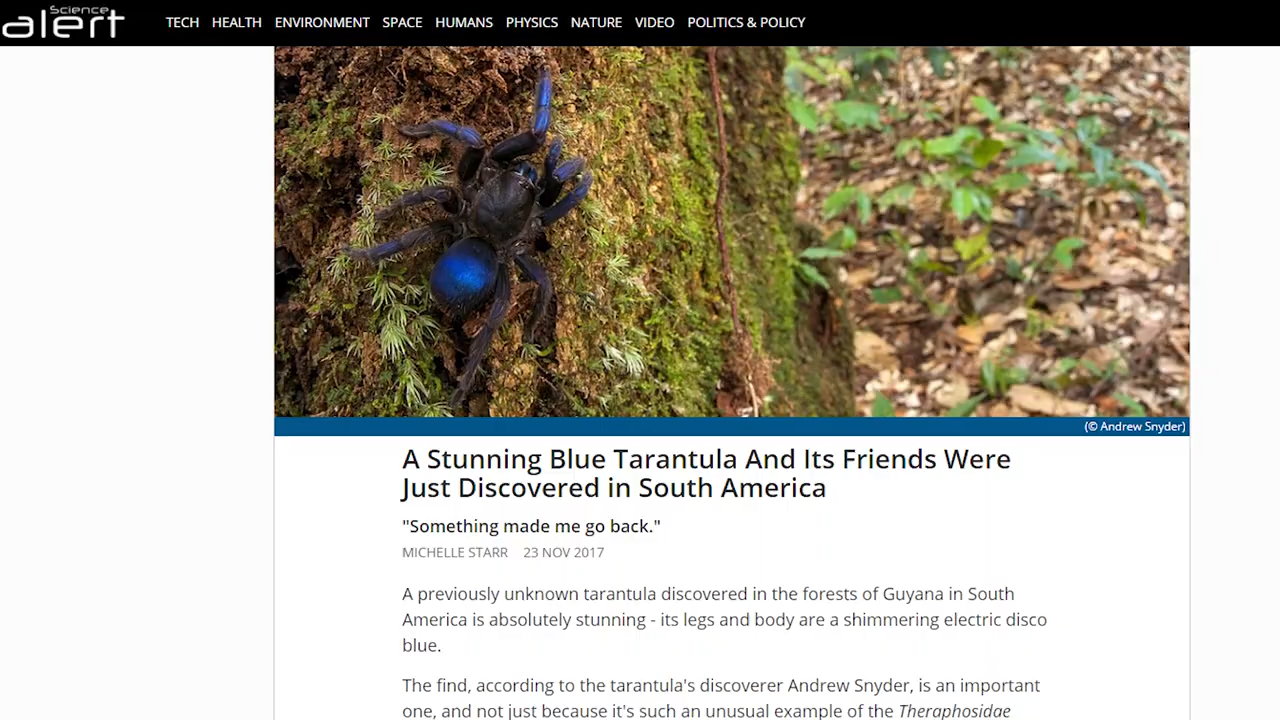 Science
alert
TECH HEALTH ENVIRONMENT SPACE HUMANS PHYSICS NATURE VIDEO POLITICS & POLICY
(© Andrew Snyder)
A Stunning Blue Tarantula And Its Friends Were
Just Discovered in South America
"Something made me go back."
MICHELLE STARR 23 NOV 2017
A previously unknown tarantula discovered in the forests of Guyana in South
America is absolutely stunning - its legs and body are a shimmering electric disco
blue.
The find, according to the tarantula's discoverer Andrew Snyder, is an important
one, and not just because it's such an unusual example of the Theraphosidae